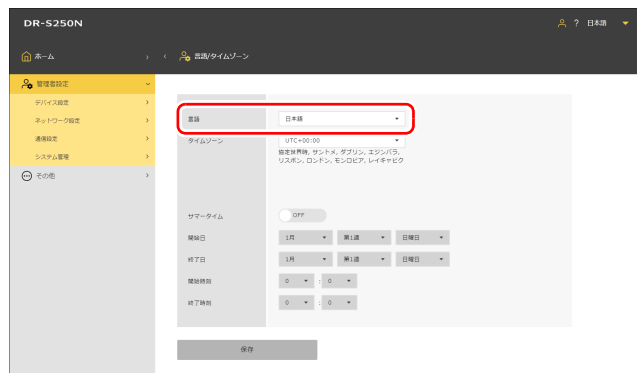 DR-S250N
? 日本語
ホーム
言語/タイムゾーン
管理者設定
デバイス設定
ネットワーク設定
通信設定
システム管理
その他
言語
日本語
タイムゾーン
UTC+00:00
協定世界時, サントメ, ダブリン, エジンバラ,
リスボン, ロンドン, モンロビア, レイキャビク
サマータイム
OFF
開始日
1月 第1週 日曜日
終了日
1月 第1週 日曜日
開始時刻
0 : 0
終了時刻
0 : 0
保存